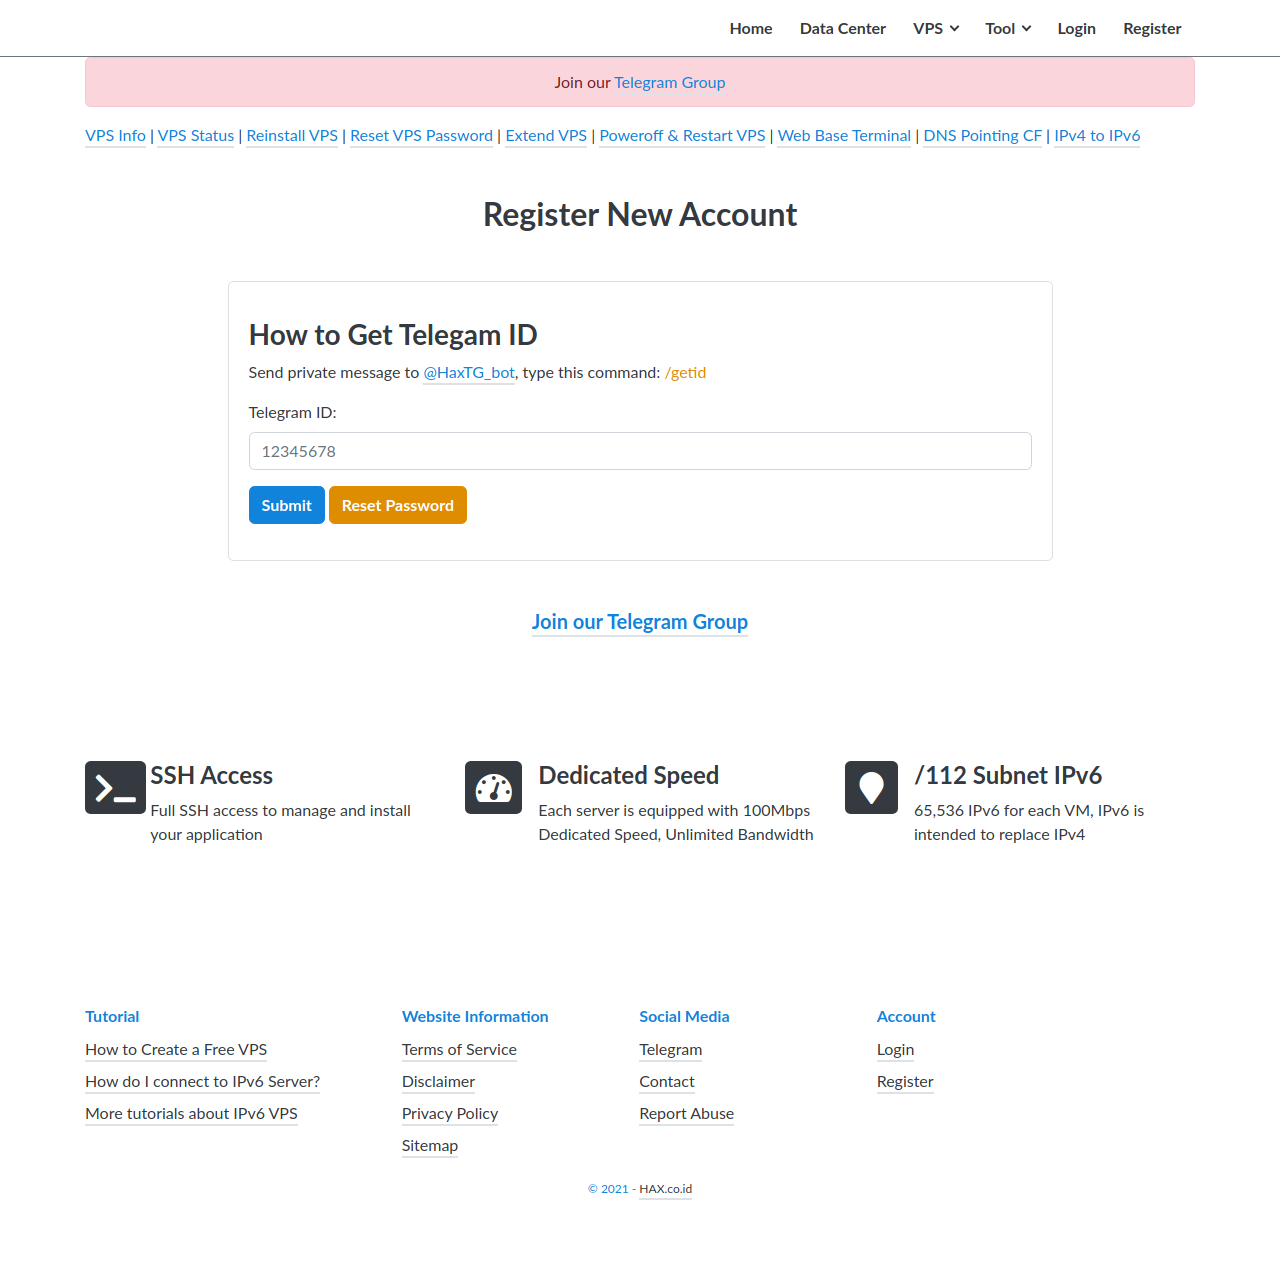 Home Data Center VPS Tool Login Register
Join our Telegram Group
VPS Info | VPS Status | Reinstall VPS | Reset VPS Password | Extend VPS | Poweroff & Restart VPS | Web Base Terminal | DNS Pointing CF | IPv4 to IPv6
Register New Account
How to Get Telegam ID
Send private message to @HaxTG_bot, type this command: /getid
Telegram ID:
12345678
Submit Reset Password
Join our Telegram Group
SSH Access
Full SSH access to manage and install
your application
Dedicated Speed
Each server is equipped with 100Mbps
Dedicated Speed, Unlimited Bandwidth
/112 Subnet IPv6
65,536 IPv6 for each VM, IPv6 is
intended to replace IPv4
Tutorial
How to Create a Free VPS
How do I connect to IPv6 Server?
More tutorials about IPv6 VPS
Website Information
Terms of Service
Disclaimer
Privacy Policy
Sitemap
Social Media
Telegram
Contact
Report Abuse
Account
Login
Register
© 2021 - HAX.co.id